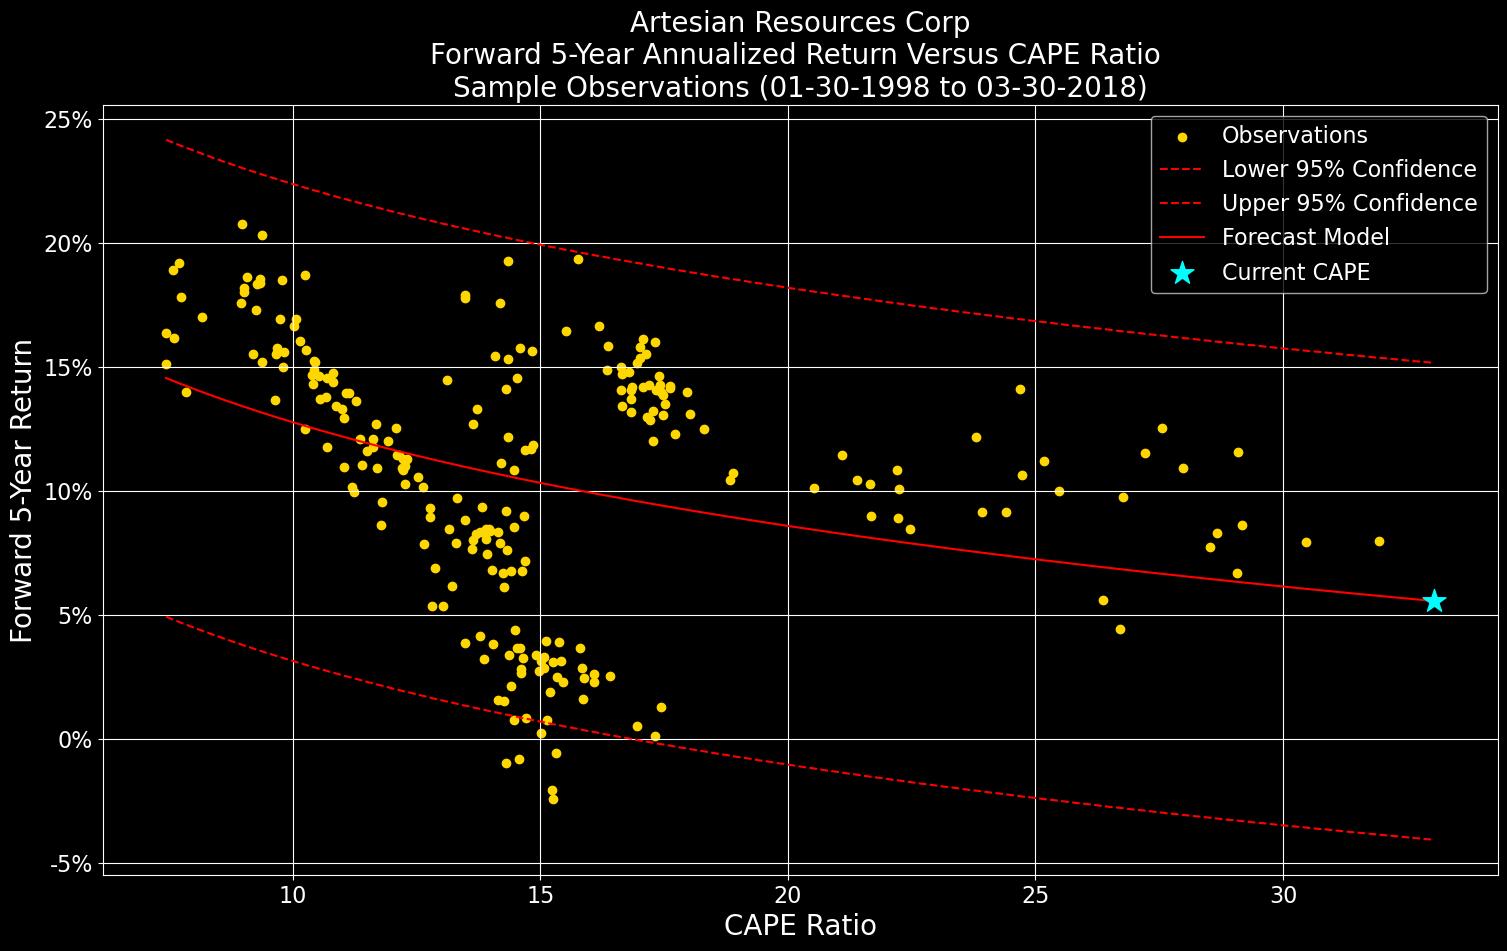 Artesian Resources Corp
Forward 5-Year Annualized Return Versus CAPE Ratio
Sample Observations (01-30-1998 to 03-30-2018)
Forward 5-Year Return
25%
20%
15%
10%
5%
0%
-5%
Observations
Lower 95% Confidence
Upper 95% Confidence
Forecast Model
Current CAPE
10
15
20
25
30
CAPE Ratio